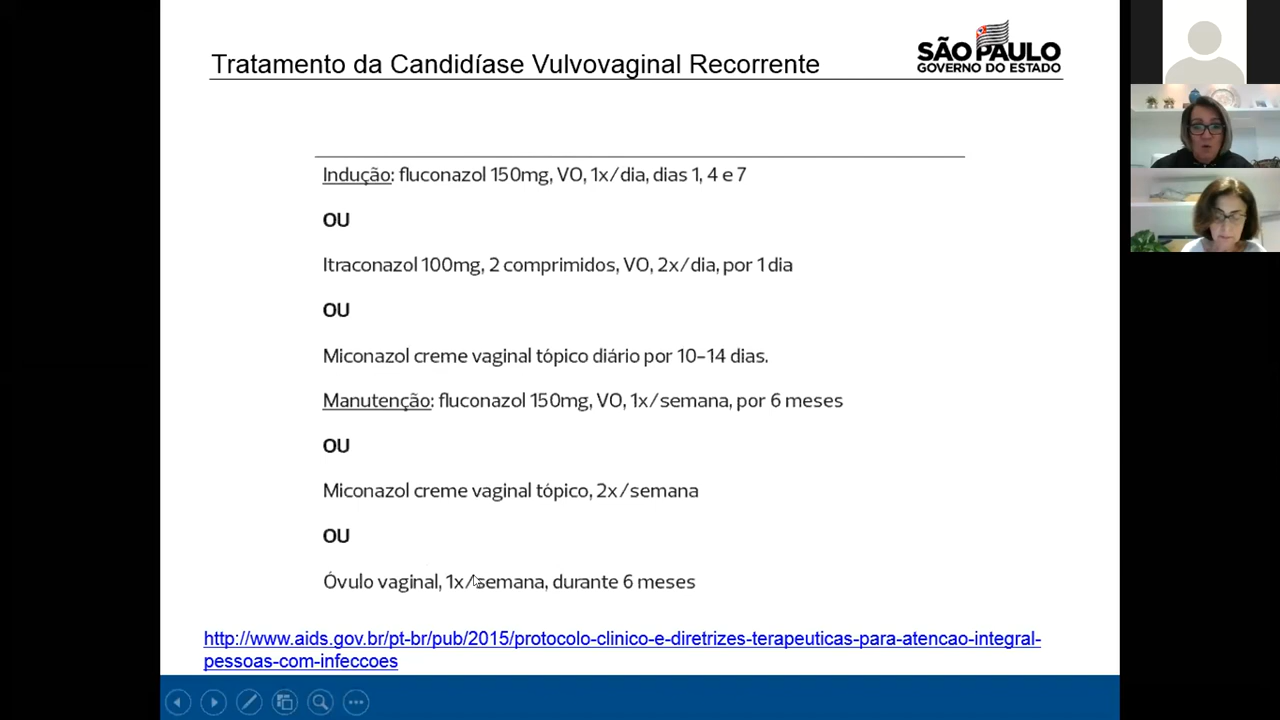 Tratamento da Candidíase Vulvovaginal Recorrente
SÃO PAULO
GOVERNO DO ESTADO
Indução: fluconazol 150mg, VO, 1x/dia, dias 1, 4 e 7
OU
Itraconazol 100mg, 2 comprimidos, VO, 2x/dia, por 1 dia
OU
Miconazol creme vaginal tópico diário por 10–14 dias.
Manutenção: fluconazol 150mg, VO, 1x/semana, por 6 meses
OU
Miconazol creme vaginal tópico, 2x/semana
OU
Óvulo vaginal, 1x/semana, durante 6 meses
http://www.aids.gov.br/pt-br/pub/2015/protocolo-clinico-e-diretrizes-terapeuticas-para-atencao-integral-
pessoas-com-infeccoes